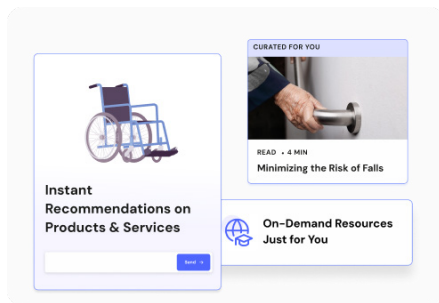 CURATED FOR YOU
READ • 4 MIN
Minimizing the Risk of Falls
Instant
Recommendations on
Products & Services
Send →
On-Demand Resources
Just for You